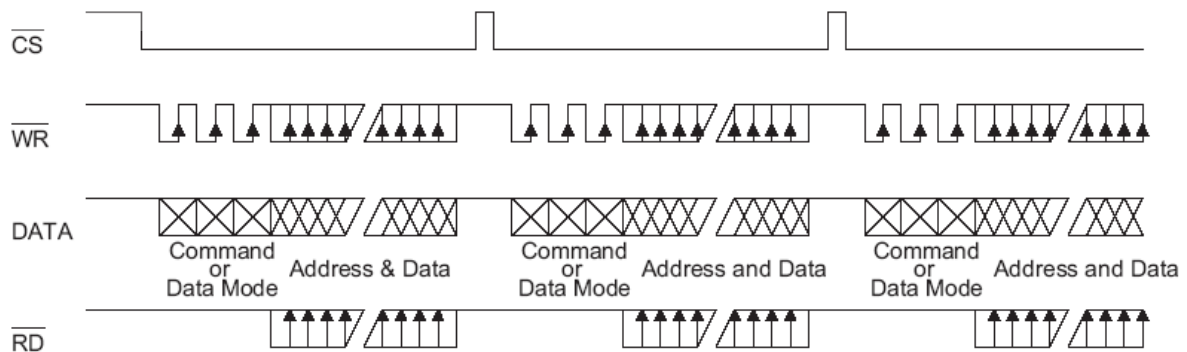 CS
WR
DATA
Command
or
Data Mode
Address & Data
Command
or
Data Mode
Address and Data
Command
or
Data Mode
Address and Data
RD